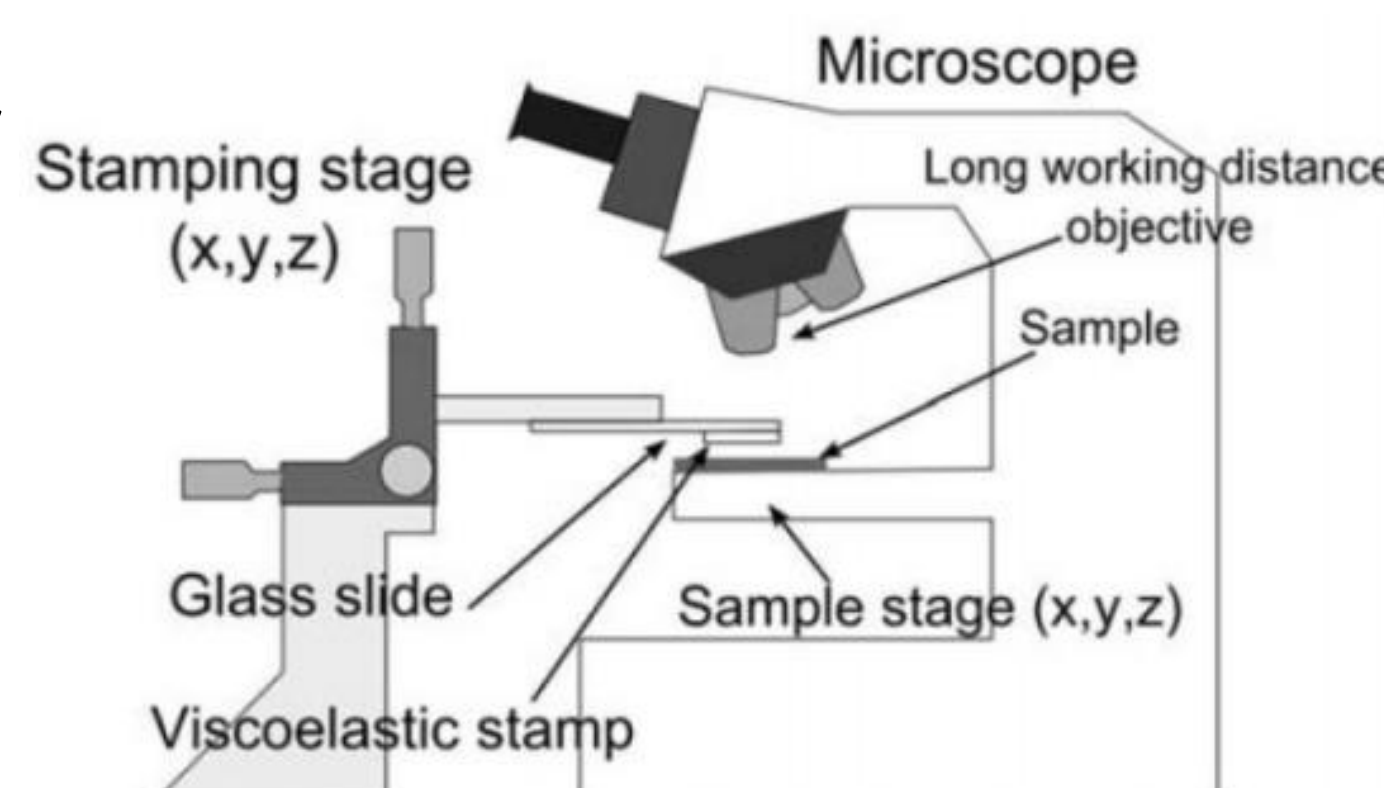 Microscope
Stamping stage
(x,y,z)
Long working distance
objective
Sample
Glass slide
Sample stage (x,y,z)
Viscoelastic stamp